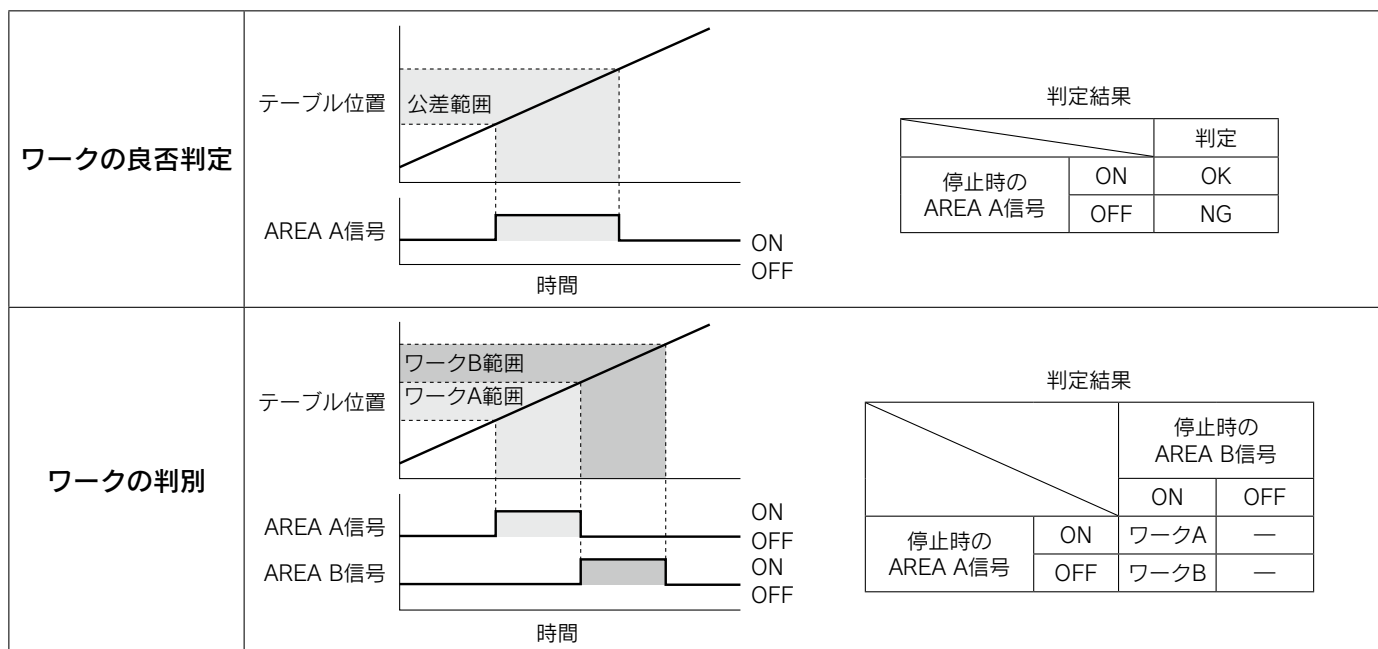 ワークの良否判定
テーブル位置
公差範囲
AREA A信号
ON
OFF
時間
判定結果
判定
停止時の
AREA A信号
ON
OK
OFF
NG
ワークの判別
テーブル位置
ワークB範囲
ワークA範囲
AREA A信号
ON
OFF
AREA B信号
ON
OFF
時間
判定結果
停止時の
AREA B信号
ON
OFF
停止時の
AREA A信号
ON
ワークA
—
OFF
ワークB
—